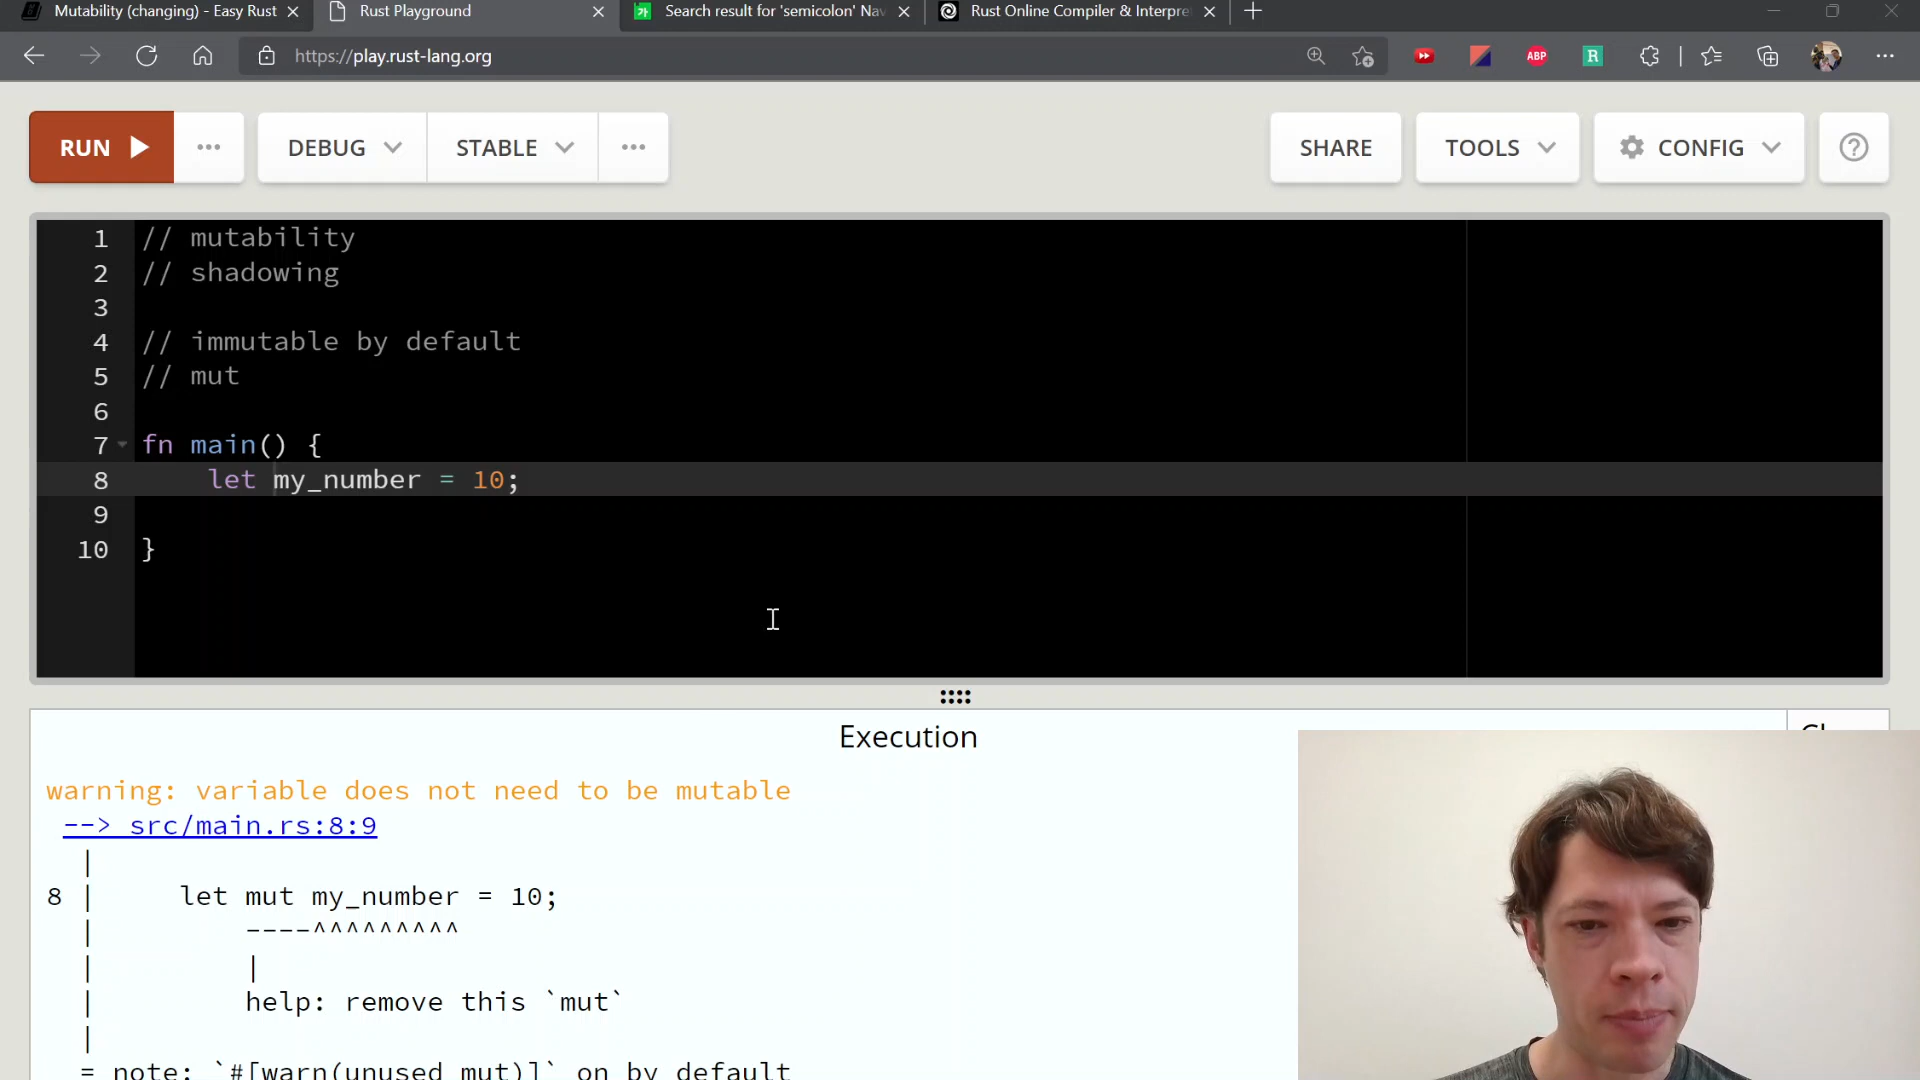 Mutability (changing) - Easy Rust
Rust Playground
Search result for 'semicolon' Na
Rust Online Compiler & Interpre
https://play.rust-lang.org
ABP
R
RUN
DEBUG
STABLE
SHARE
TOOLS
CONFIG
1 // mutability
2 // shadowing
3
4 // immutable by default
5 // mut
6
7 fn main() {
8 let my_number = 10;
9
10 }
Execution
warning: variable does not need to be mutable
--> src/main.rs:8:9
|
8 | let mut my_number = 10;
| ----^^^^^^^^^
| |
| help: remove this `mut`
|
= note: `#[warn(unused_mut)]` on by default